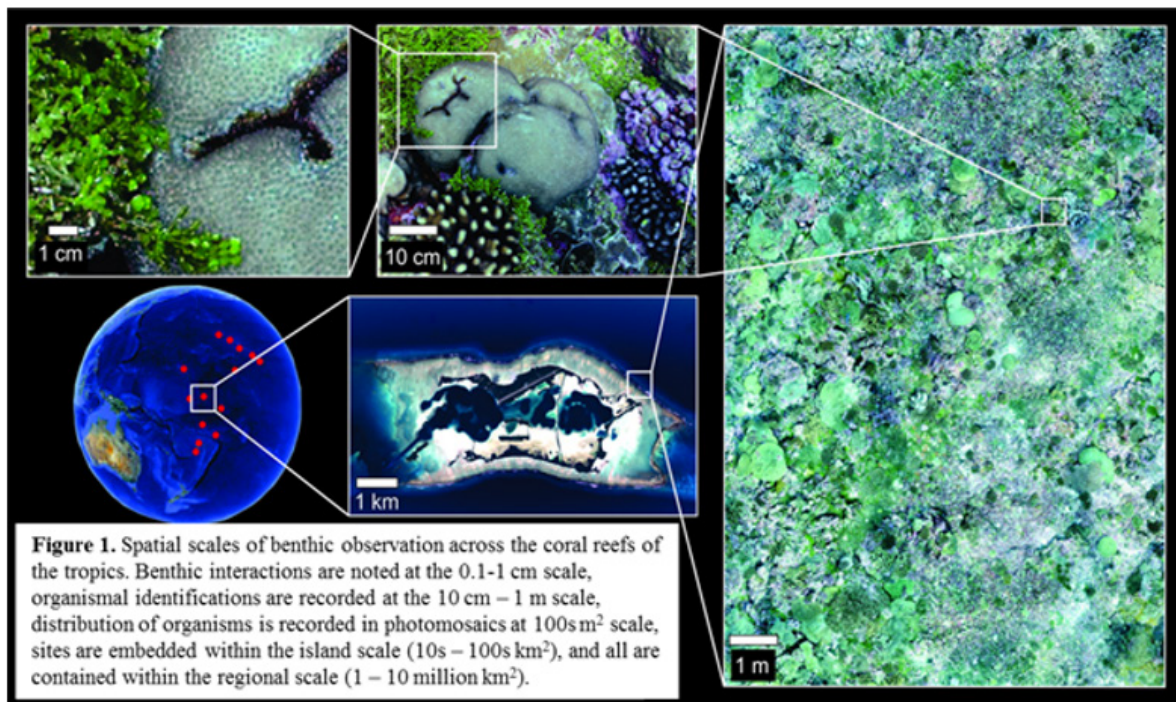 1 cm
10 cm
1 km
1 m
Figure 1. Spatial scales of benthic observation across the coral reefs of
the tropics. Benthic interactions are noted at the 0.1-1 cm scale,
organismal identifications are recorded at the 10 cm – 1 m scale,
distribution of organisms is recorded in photomosaics at 100s m² scale,
sites are embedded within the island scale (10s – 100s km²), and all are
contained within the regional scale (1 – 10 million km²).